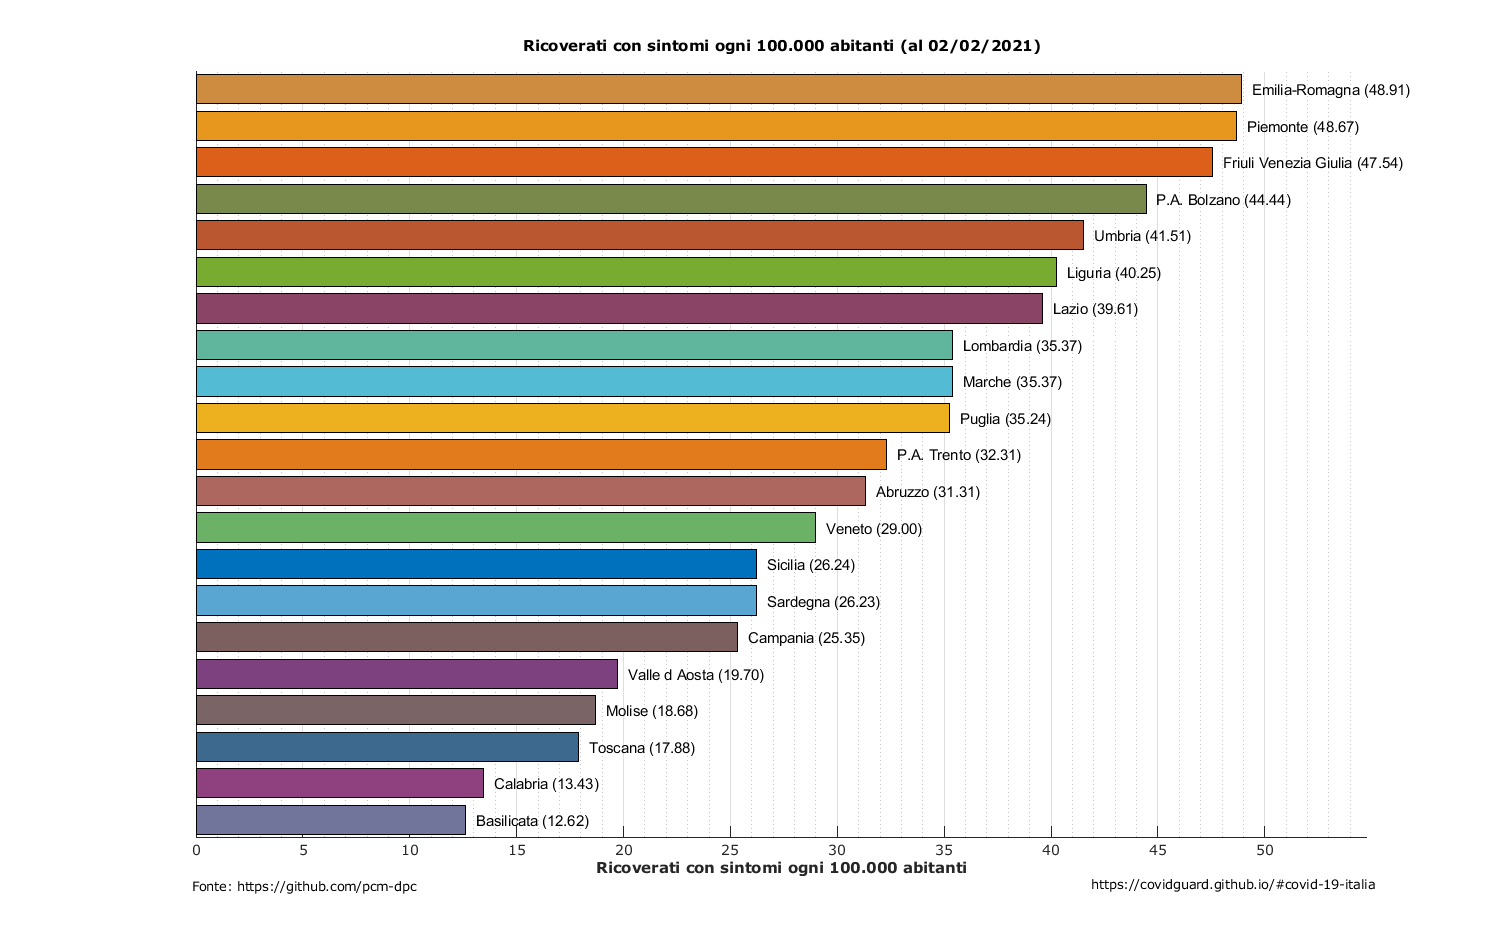 Ricoverati con sintomi ogni 100.000 abitanti (al 02/02/2021)
Emilia-Romagna (48.91)
Piemonte (48.67)
Friuli Venezia Giulia (47.54)
P.A. Bolzano (44.44)
Umbria (41.51)
Liguria (40.25)
Lazio (39.61)
Lombardia (35.37)
Marche (35.37)
Puglia (35.24)
P.A. Trento (32.31)
Abruzzo (31.31)
Veneto (29.00)
Sicilia (26.24)
Sardegna (26.23)
Campania (25.35)
Valle d Aosta (19.70)
Molise (18.68)
Toscana (17.88)
Calabria (13.43)
Basilicata (12.62)
0 5 10 15 20 25 30 35 40 45 50
Ricoverati con sintomi ogni 100.000 abitanti
Fonte: https://github.com/pcm-dpc
https://covidguard.github.io/#covid-19-italia